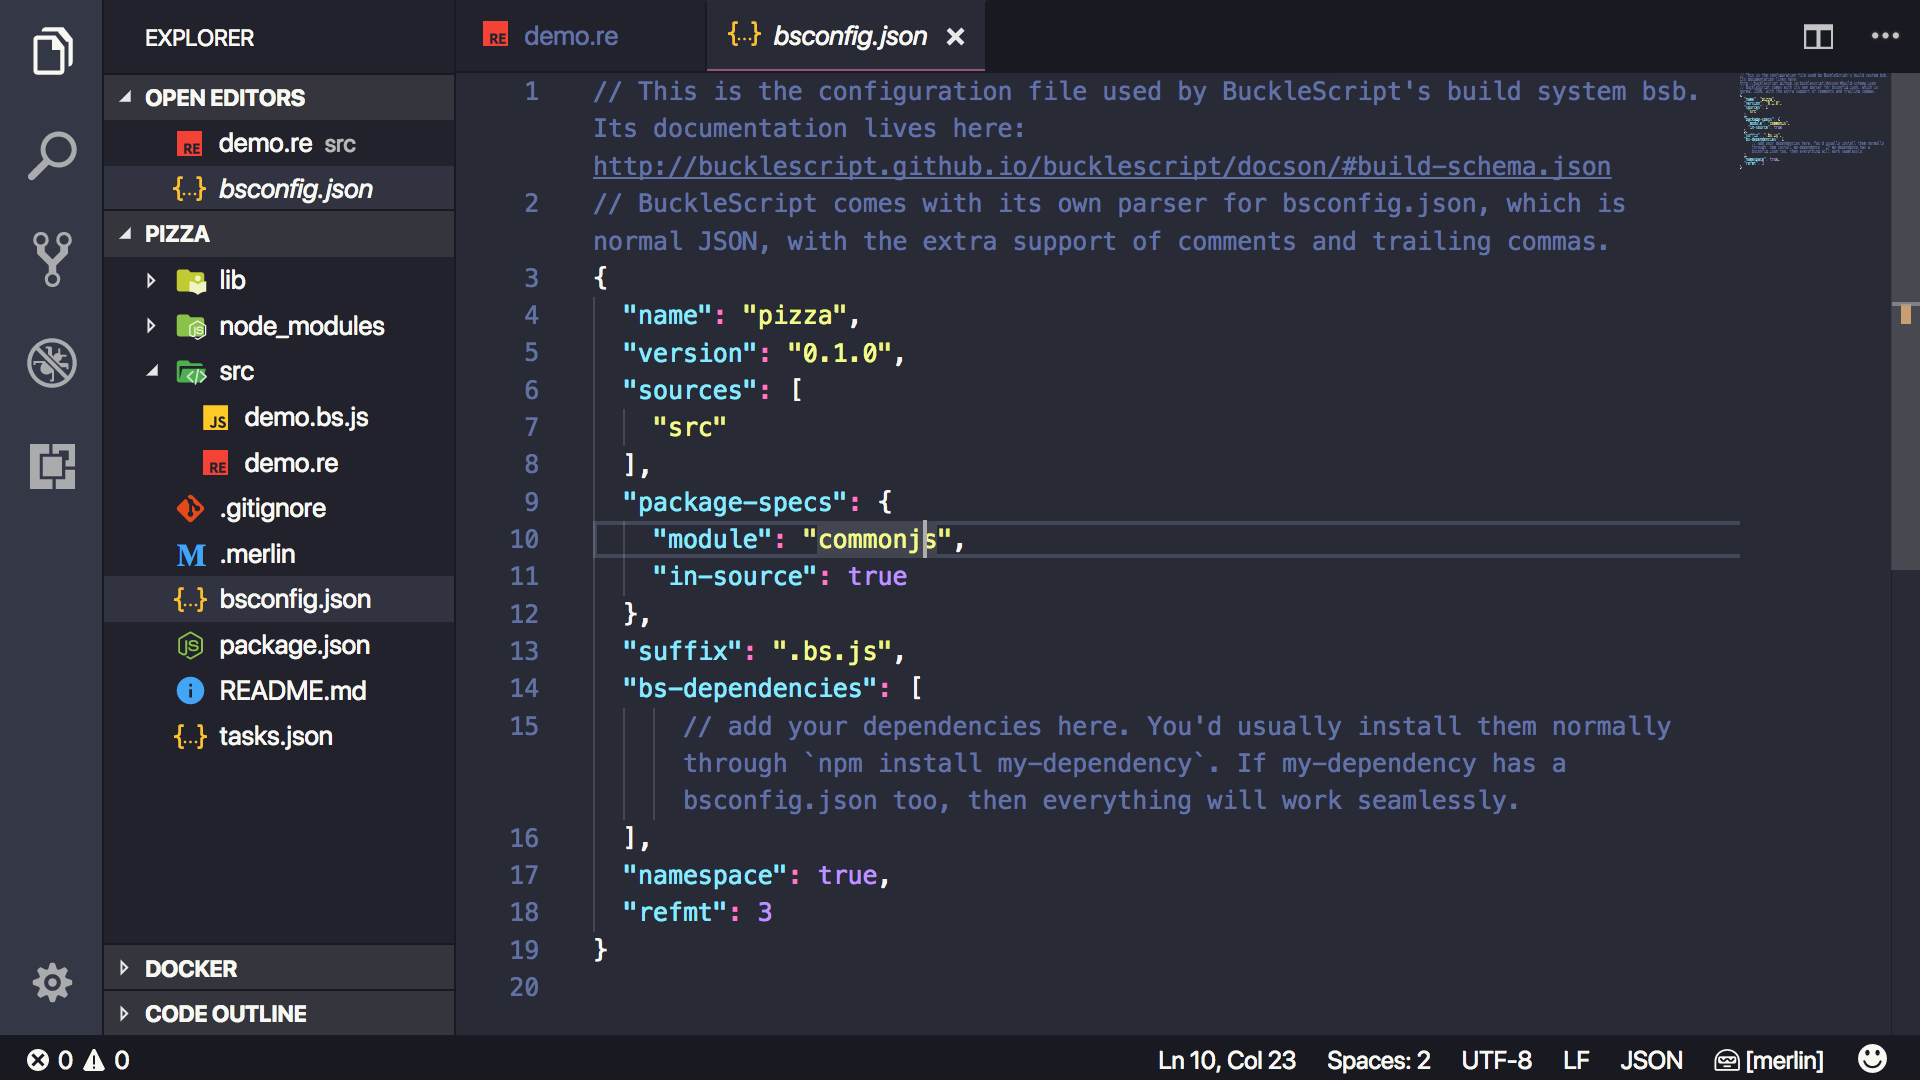 EXPLORER
OPEN EDITORS
RE demo.re src
{...} bsconfig.json
PIZZA
lib
node_modules
src
JS demo.bs.js
RE demo.re
.gitignore
M .merlin
{...} bsconfig.json
package.json
README.md
{...} tasks.json
DOCKER
CODE OUTLINE
RE demo.re
{...} bsconfig.json
1 // This is the configuration file used by BuckleScript's build system bsb.
Its documentation lives here:
http://bucklescript.github.io/bucklescript/docson/#build-schema.json
2 // BuckleScript comes with its own parser for bsconfig.json, which is
normal JSON, with the extra support of comments and trailing commas.
3 {
4 "name": "pizza",
5 "version": "0.1.0",
6 "sources": [
7 "src"
8 ],
9 "package-specs": {
10 "module": "commonjs",
11 "in-source": true
12 },
13 "suffix": ".bs.js",
14 "bs-dependencies": [
15 // add your dependencies here. You'd usually install them normally
through `npm install my-dependency`. If my-dependency has a
bsconfig.json too, then everything will work seamlessly.
16 ],
17 "namespace": true,
18 "refmt": 3
19 }
20
0 0
Ln 10, Col 23 Spaces: 2 UTF-8 LF JSON [merlin]